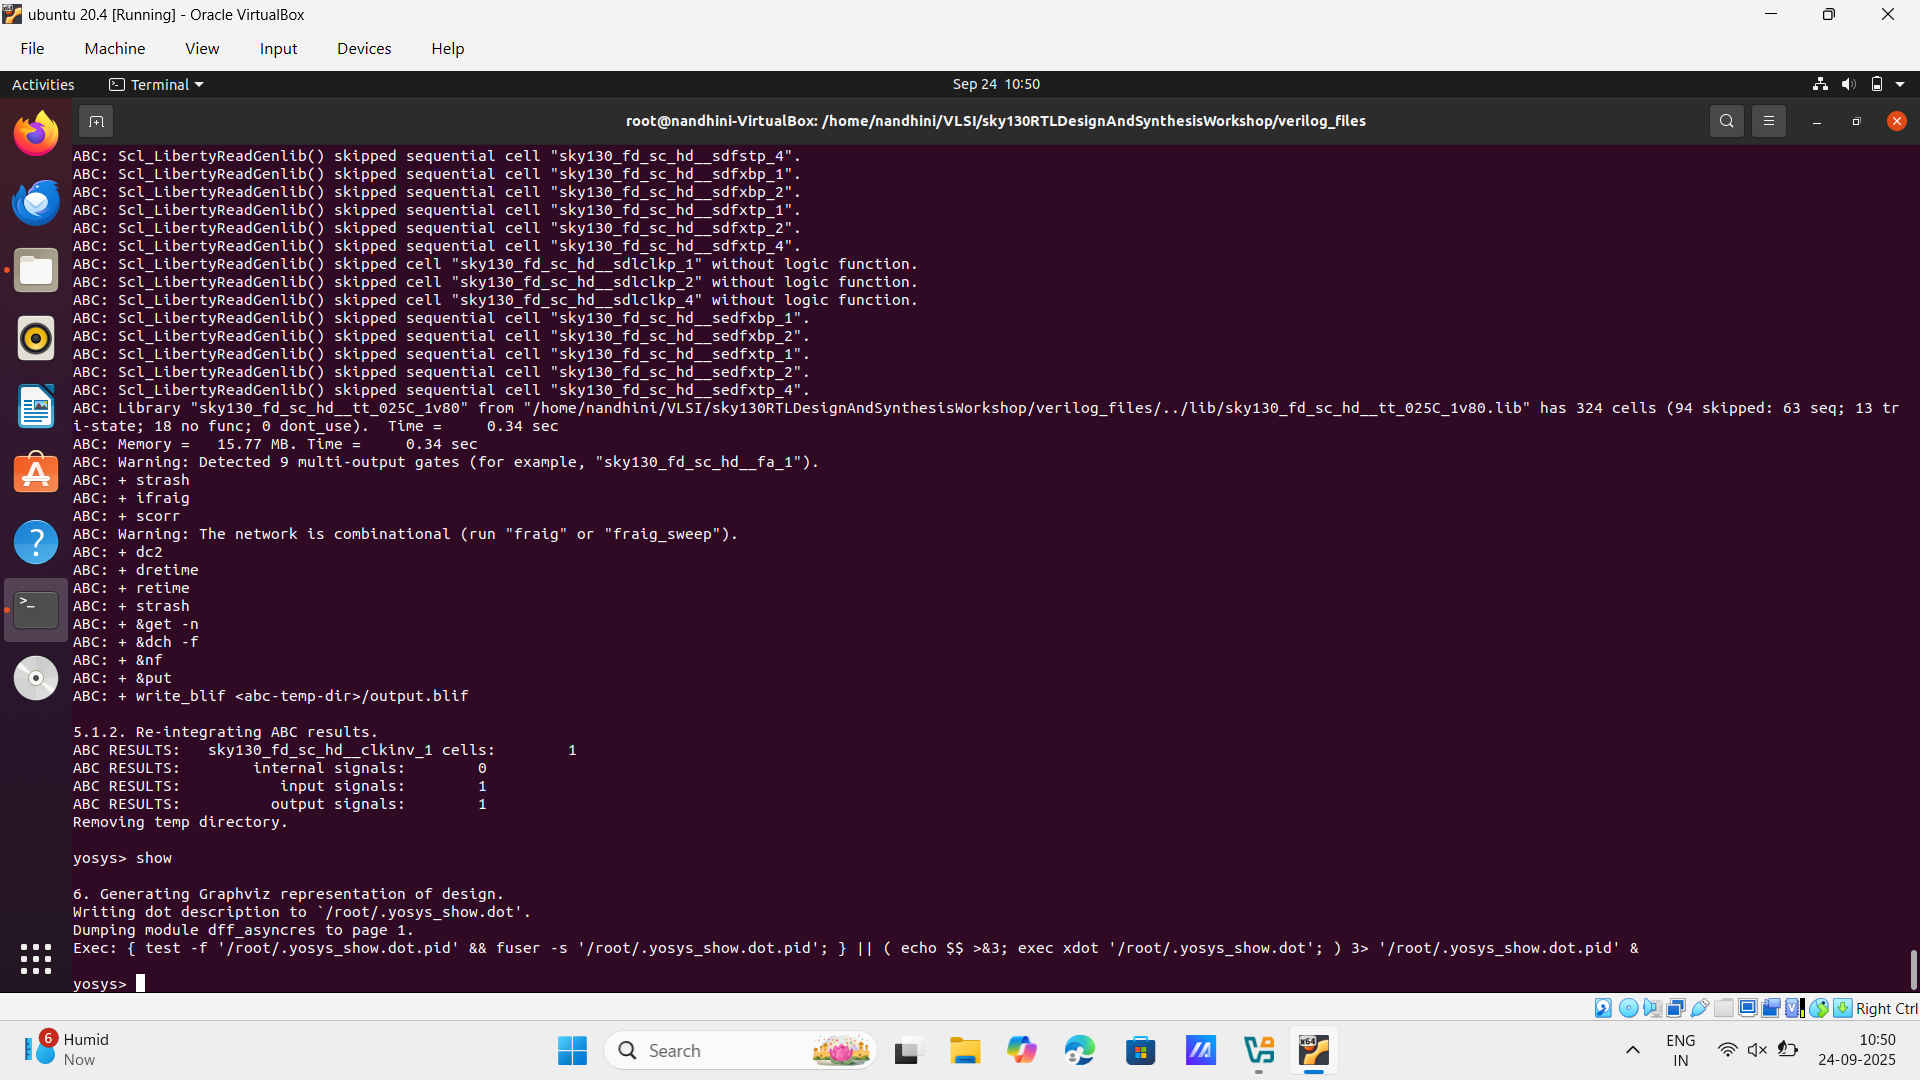 ubuntu 20.4 [Running] - Oracle VirtualBox
File Machine View Input Devices Help
Activities Terminal Sep 24 10:50
root@nandhini-VirtualBox: /home/nandhini/VLSI/sky130RTLDesignAndSynthesisWorkshop/verilog_files
ABC: Scl_LibertyReadGenlib() skipped sequential cell "sky130_fd_sc_hd__sdfstp_4".
ABC: Scl_LibertyReadGenlib() skipped sequential cell "sky130_fd_sc_hd__sdfxbp_1".
ABC: Scl_LibertyReadGenlib() skipped sequential cell "sky130_fd_sc_hd__sdfxbp_2".
ABC: Scl_LibertyReadGenlib() skipped sequential cell "sky130_fd_sc_hd__sdfxtp_1".
ABC: Scl_LibertyReadGenlib() skipped sequential cell "sky130_fd_sc_hd__sdfxtp_2".
ABC: Scl_LibertyReadGenlib() skipped sequential cell "sky130_fd_sc_hd__sdfxtp_4".
ABC: Scl_LibertyReadGenlib() skipped cell "sky130_fd_sc_hd__sdlclkp_1" without logic function.
ABC: Scl_LibertyReadGenlib() skipped cell "sky130_fd_sc_hd__sdlclkp_2" without logic function.
ABC: Scl_LibertyReadGenlib() skipped cell "sky130_fd_sc_hd__sdlclkp_4" without logic function.
ABC: Scl_LibertyReadGenlib() skipped sequential cell "sky130_fd_sc_hd__sedfxbp_1".
ABC: Scl_LibertyReadGenlib() skipped sequential cell "sky130_fd_sc_hd__sedfxbp_2".
ABC: Scl_LibertyReadGenlib() skipped sequential cell "sky130_fd_sc_hd__sedfxtp_1".
ABC: Scl_LibertyReadGenlib() skipped sequential cell "sky130_fd_sc_hd__sedfxtp_2".
ABC: Scl_LibertyReadGenlib() skipped sequential cell "sky130_fd_sc_hd__sedfxtp_4".
ABC: Library "sky130_fd_sc_hd__tt_025C_1v80" from "/home/nandhini/VLSI/sky130RTLDesignAndSynthesisWorkshop/verilog_files/../lib/sky130_fd_sc_hd__tt_025C_1v80.lib" has 324 cells (94 skipped: 63 seq; 13 tr
i-state; 18 no func; 0 dont_use).  Time =     0.34 sec
ABC: Memory =   15.77 MB. Time =     0.34 sec
ABC: Warning: Detected 9 multi-output gates (for example, "sky130_fd_sc_hd__fa_1").
ABC: + strash
ABC: + ifraig
ABC: + scorr
ABC: Warning: The network is combinational (run "fraig" or "fraig_sweep").
ABC: + dc2
ABC: + dretime
ABC: + retime
ABC: + strash
ABC: + &get -n
ABC: + &dch -f
ABC: + &nf
ABC: + &put
ABC: + write_blif <abc-temp-dir>/output.blif
5.1.2. Re-integrating ABC results.
ABC RESULTS:   sky130_fd_sc_hd__clkinv_1 cells:        1
ABC RESULTS:        internal signals:        0
ABC RESULTS:           input signals:        1
ABC RESULTS:          output signals:        1
Removing temp directory.
yosys> show
6. Generating Graphviz representation of design.
Writing dot description to `/root/.yosys_show.dot'.
Dumping module dff_asyncres to page 1.
Exec: { test -f '/root/.yosys_show.dot.pid' && fuser -s '/root/.yosys_show.dot.pid'; } || ( echo $$ >&3; exec xdot '/root/.yosys_show.dot'; ) 3> '/root/.yosys_show.dot.pid' &
yosys>
Right Ctrl
6 Humid
Now
Search
ENG
IN
10:50
24-09-2025